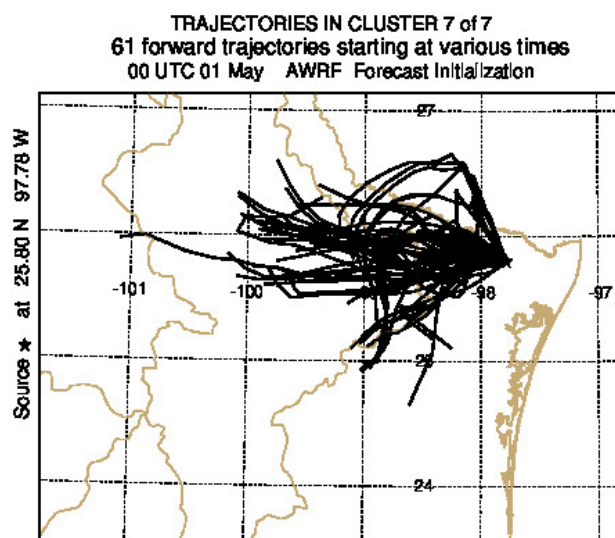 TRAJECTORIES IN CLUSTER 7 of 7
61 forward trajectories starting at various times
00 UTC 01 May AWRF Forecast Initialization
Source ★ at 25.80 N 97.78 W
27
-101
-100
-98
-97
24